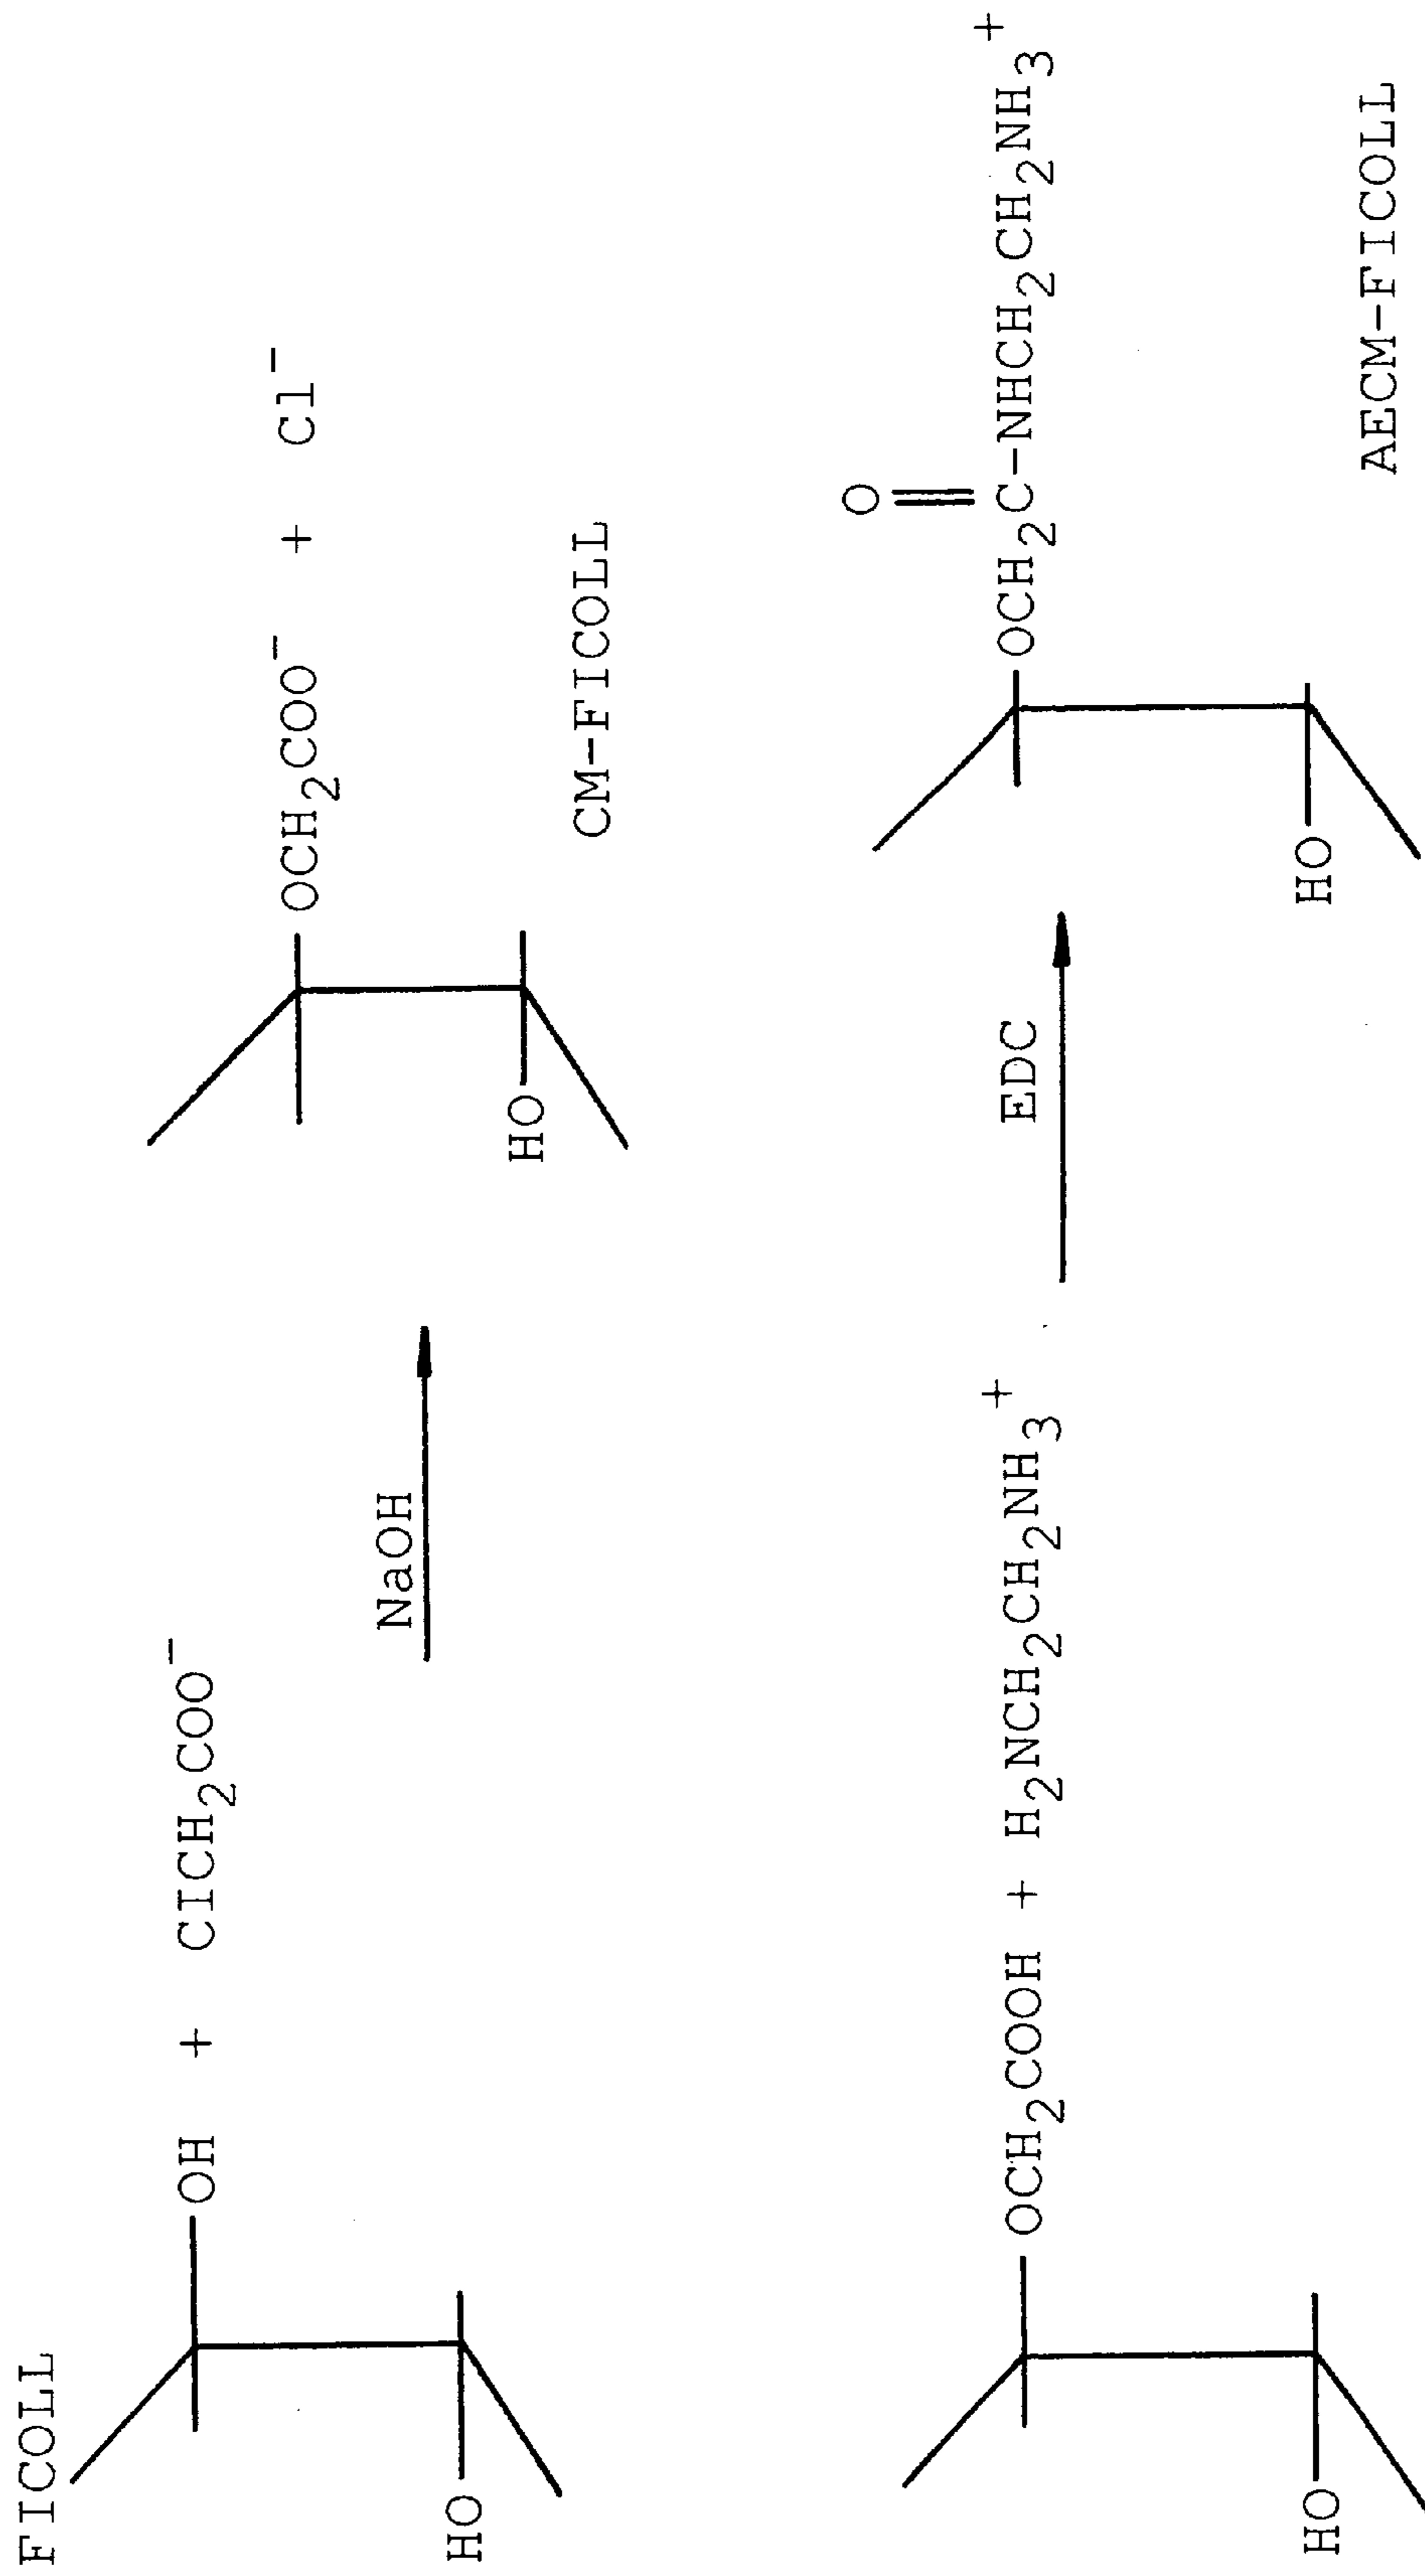 FICOLL
OH + ClCH₂COO⁻
HO
NaOH
OCH₂COO⁻ + Cl⁻
HO
CM-FICOLL
OCH₂COOH + H₂NCH₂CH₂NH₃⁺
HO
EDC
O
OCH₂C-NHCH₂CH₂NH₃⁺
HO
AECM-FICOLL